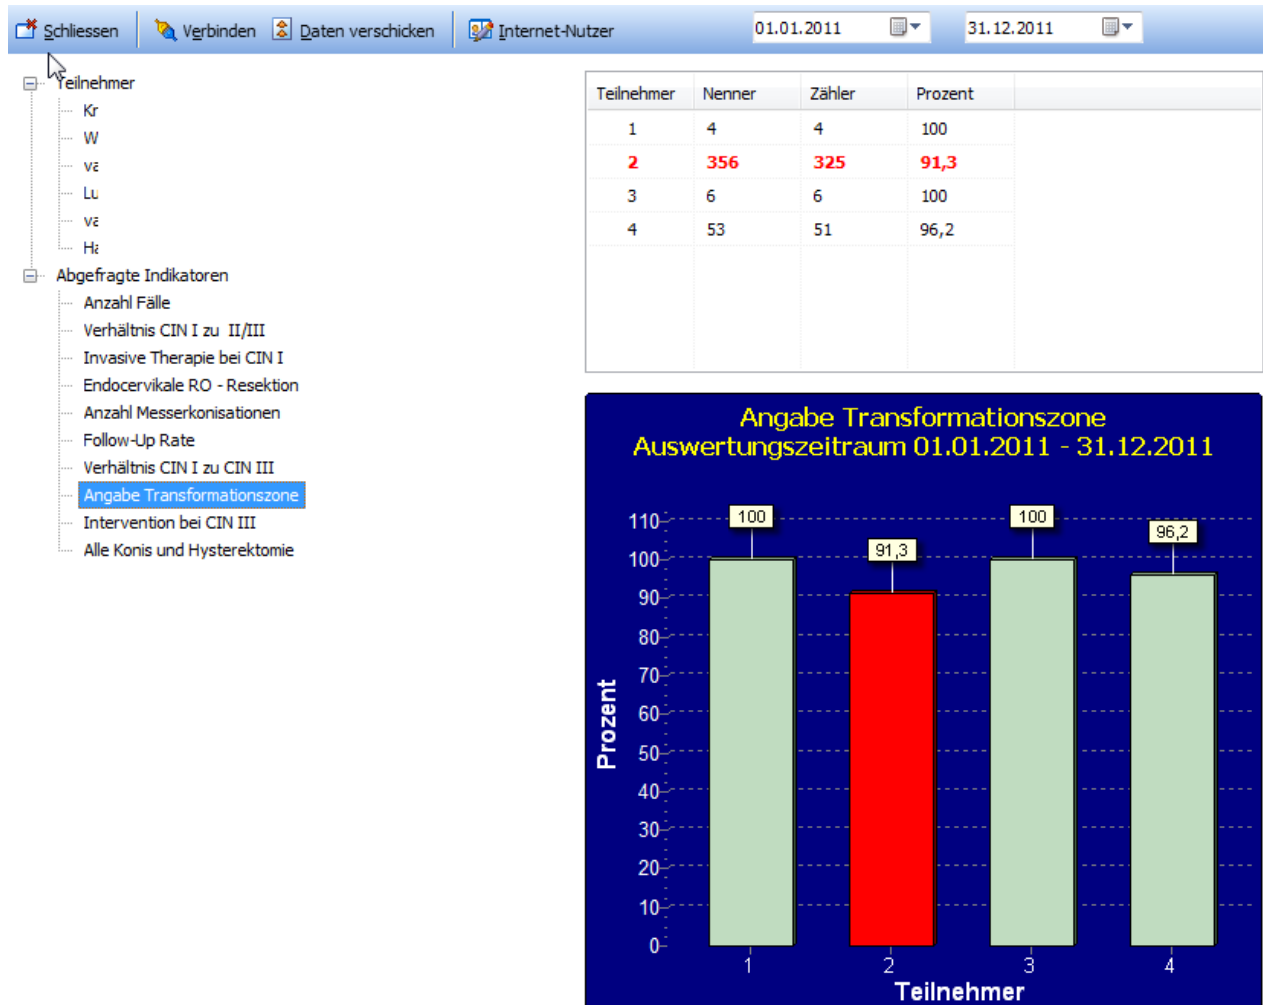 Schliessen Verbinden Daten verschicken Internet-Nutzer 01.01.2011 31.12.2011
Teilnehmer
Kr
W
va
Lu
va
Ha
Abgefragte Indikatoren
Anzahl Fälle
Verhältnis CIN I zu II/III
Invasive Therapie bei CIN I
Endocervikale RO - Resektion
Anzahl Messerkonisationen
Follow-Up Rate
Verhältnis CIN I zu CIN III
Angabe Transformationszone
Intervention bei CIN III
Alle Konis und Hysterektomie
Teilnehmer Nenner Zähler Prozent
1 4 4 100
2 356 325 91,3
3 6 6 100
4 53 51 96,2
Angabe Transformationszone
Auswertungszeitraum 01.01.2011 - 31.12.2011
100 91,3 100 96,2
110
100
90
80
70
60
50
40
30
20
10
0
Prozent
1 2 3 4
Teilnehmer